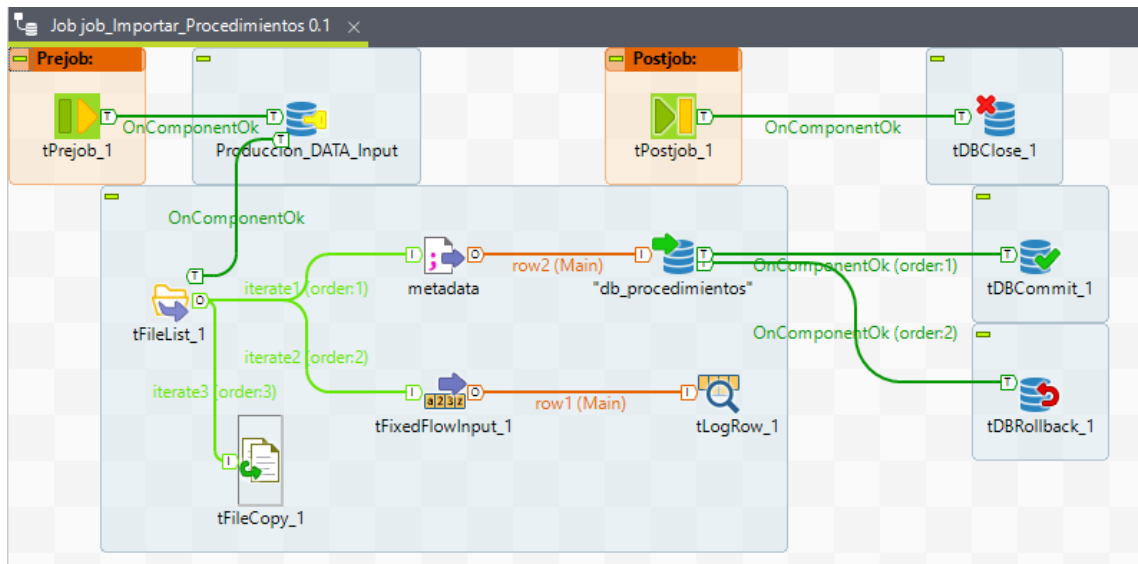 Job job_Importar_Procedimientos 0.1
Prejob:
Postjob:
T
OnComponentOk
T
T
tPrejob_1
Produccion_DATA_Input
T
OnComponentOk
T
tPostjob_1
tDBClose_1
OnComponentOk
T
O
tFileList_1
iterate1 (order:1)
I
O
metadata
row2 (Main)
I
T
T
"db_procedimientos"
OnComponentOk (order:1)
T
tDBCommit_1
OnComponentOk (order:2)
T
tDBRollback_1
iterate2 (order:2)
I
a23z
O
tFixedFlowInput_1
row1 (Main)
I
tLogRow_1
iterate3 (order:3)
I
tFileCopy_1